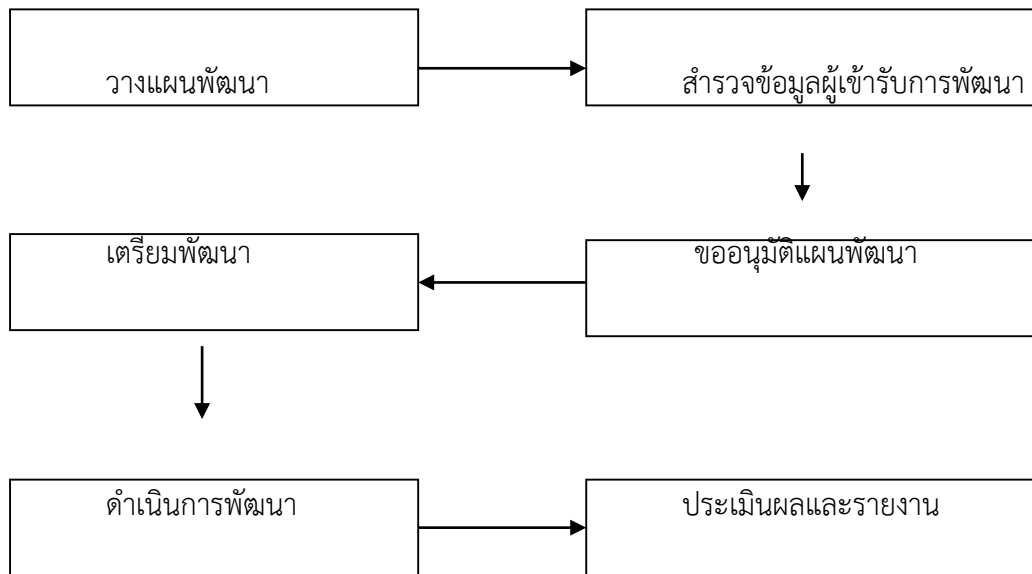 วางแผนพัฒนา
สำรวจข้อมูลผู้เข้ารับการพัฒนา
ขออนุมัติแผนพัฒนา
เตรียมพัฒนา
ดำเนินการพัฒนา
ประเมินผลและรายงาน